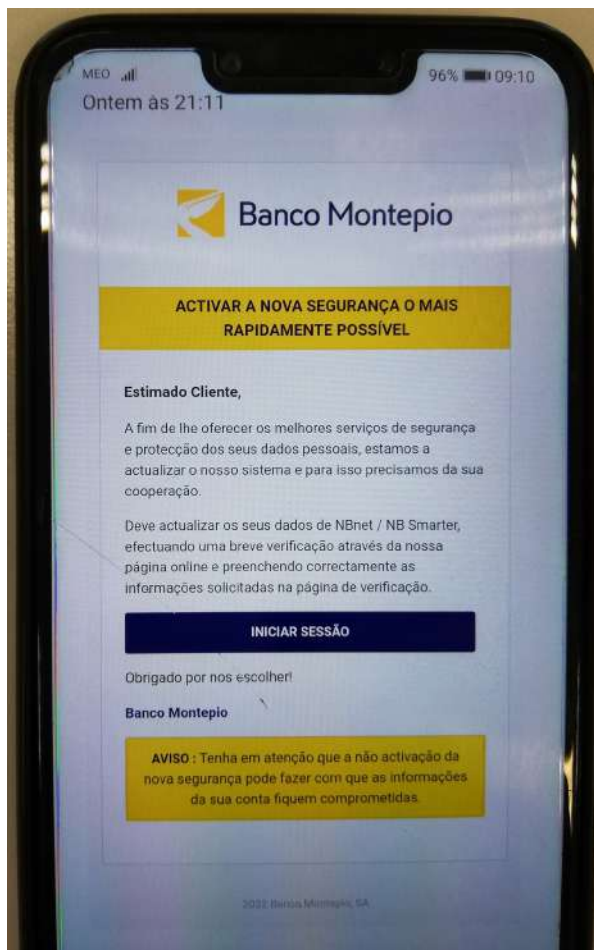 MEO 96% 09:10
Ontem às 21:11
Banco Montepio
ACTIVAR A NOVA SEGURANÇA O MAIS
RAPIDAMENTE POSSÍVEL
Estimado Cliente,
A fim de lhe oferecer os melhores serviços de segurança
e protecção dos seus dados pessoais, estamos a
actualizar o nosso sistema e para isso precisamos da sua
cooperação.
Deve actualizar os seus dados de NBnet / NB Smarter,
efectuando uma breve verificação através da nossa
página online e preenchendo correctamente as
informações solicitadas na página de verificação.
INICIAR SESSÃO
Obrigado por nos escolher!
Banco Montepio
AVISO : Tenha em atenção que a não activação da
nova segurança pode fazer com que as informações
da sua conta fiquem comprometidas.
2022 Banco Montepio, SA